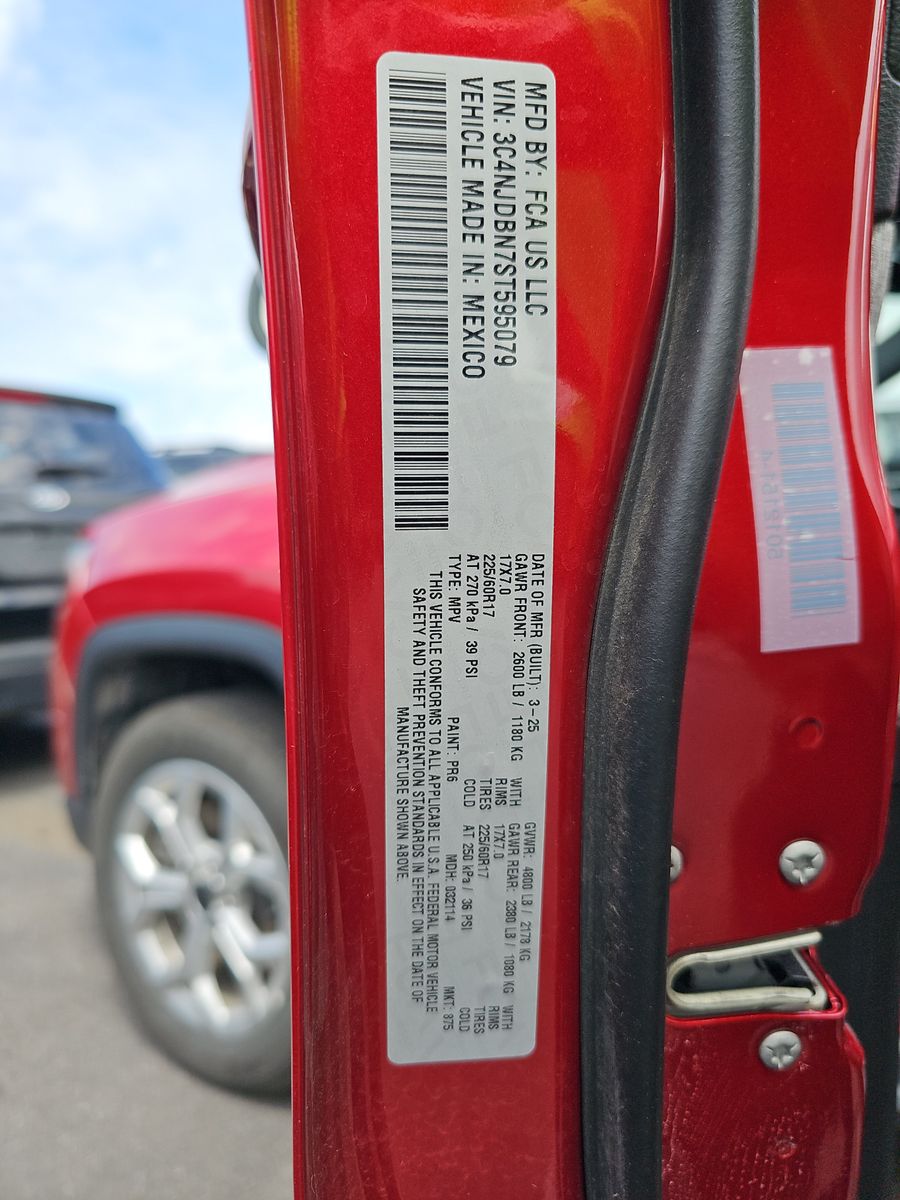 MFD BY: FCA US LLC
VIN: 3C4NJDBN7ST595079
VEHICLE MADE IN: MEXICO
DATE OF MFR (BUILT): 3-25 GVWR: 4800 LB / 2178 KG
GAWR FRONT: 2600 LB / 1180 KG WITH GAWR REAR: 2380 LB / 1080 KG WITH
17X7.0 RIMS 17X7.0 RIMS
225/60R17 TIRES 225/60R17 TIRES
AT 270 kPa / 39 PSI COLD AT 250 kPa / 36 PSI COLD
TYPE: MPV PAINT: PR6 MDH: 032114 MKT: 875
THIS VEHICLE CONFORMS TO ALL APPLICABLE U.S.A. FEDERAL MOTOR VEHICLE
SAFETY AND THEFT PREVENTION STANDARDS IN EFFECT ON THE DATE OF
MANUFACTURE SHOWN ABOVE.